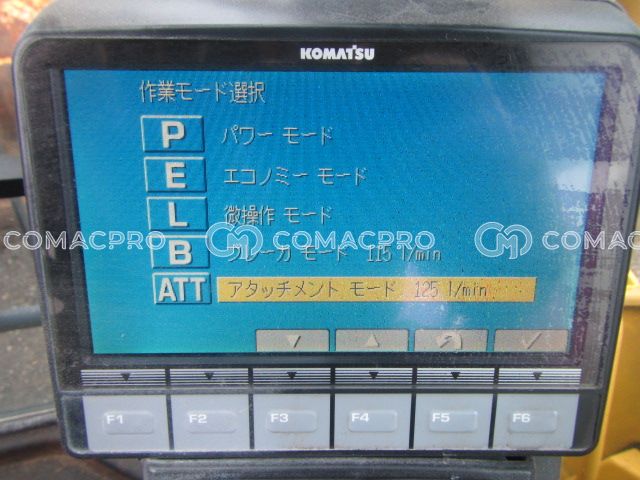 KOMATSU
作業モード選択
P パワー モード
E エコノミー モード
L 微操作 モード
COMACPRO COMACPRO
B ブレーカ モード 115 l/min
ATT アタッチメント モード 125 l/min
F1 F2 F3 F4 F5 F6